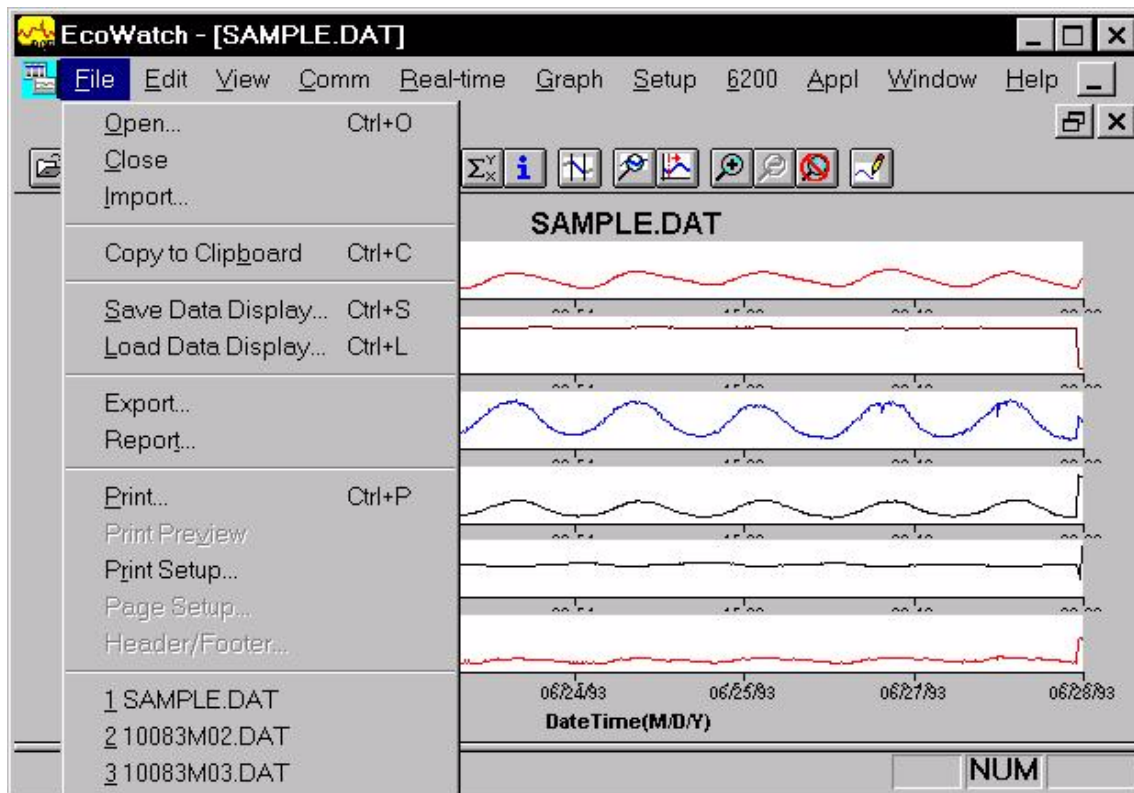 EcoWatch - [SAMPLE.DAT]
File Edit View Comm Real-time Graph Setup 6200 Appl Window Help
Open... Ctrl+O
Close
Import...
Copy to Clipboard Ctrl+C
Save Data Display... Ctrl+S
Load Data Display... Ctrl+L
Export...
Report...
Print... Ctrl+P
Print Preview
Print Setup...
Page Setup...
Header/Footer...
1 SAMPLE.DAT
2 10083M02.DAT
3 10083M03.DAT
SAMPLE.DAT
06/24/93 06/25/93 06/27/93 06/28/93
DateTime(M/D/Y)
NUM